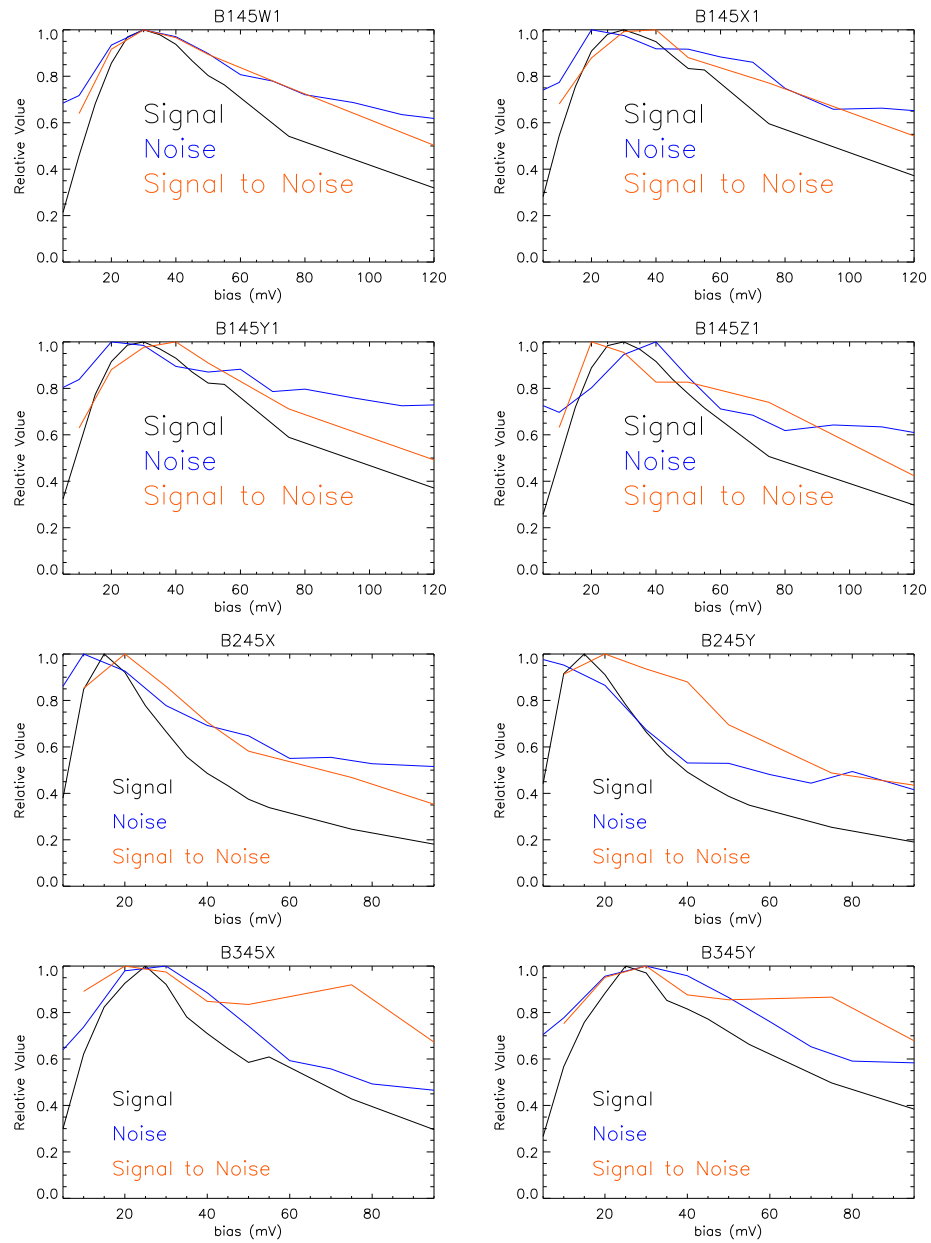 B145W1
1.0
0.8
0.6
0.4
0.2
0.0
Relative Value
Signal
Noise
Signal to Noise
20 40 60 80 100 120
bias (mV)
B145X1
1.0
0.8
0.6
0.4
0.2
0.0
Relative Value
Signal
Noise
Signal to Noise
20 40 60 80 100 120
bias (mV)
B145Y1
1.0
0.8
0.6
0.4
0.2
0.0
Relative Value
Signal
Noise
Signal to Noise
20 40 60 80 100 120
bias (mV)
B145Z1
1.0
0.8
0.6
0.4
0.2
0.0
Relative Value
Signal
Noise
Signal to Noise
20 40 60 80 100 120
bias (mV)
B245X
1.0
0.8
0.6
0.4
0.2
0.0
Relative Value
Signal
Noise
Signal to Noise
20 40 60 80
bias (mV)
B245Y
1.0
0.8
0.6
0.4
0.2
0.0
Relative Value
Signal
Noise
Signal to Noise
20 40 60 80
bias (mV)
B345X
1.0
0.8
0.6
0.4
0.2
0.0
Relative Value
Signal
Noise
Signal to Noise
20 40 60 80
bias (mV)
B345Y
1.0
0.8
0.6
0.4
0.2
0.0
Relative Value
Signal
Noise
Signal to Noise
20 40 60 80
bias (mV)